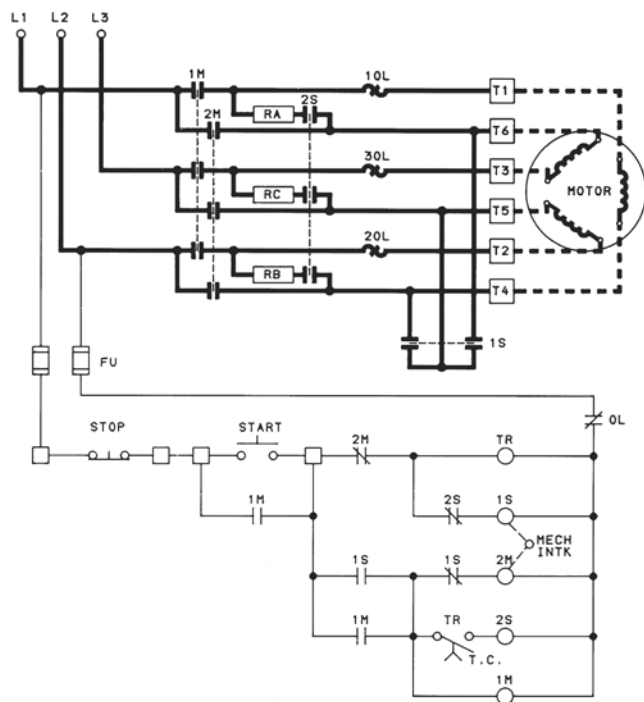 L1 L2 L3
1M 1OL T1
RA 2S
2M T6
3OL T3
RC MOTOR
T5
2OL T2
RB
T4
1S
FU
OL
STOP START 2M TR
1M 2S 1S
MECH
INTK
1S 1S 2M
1M TR 2S
T.C.
1M